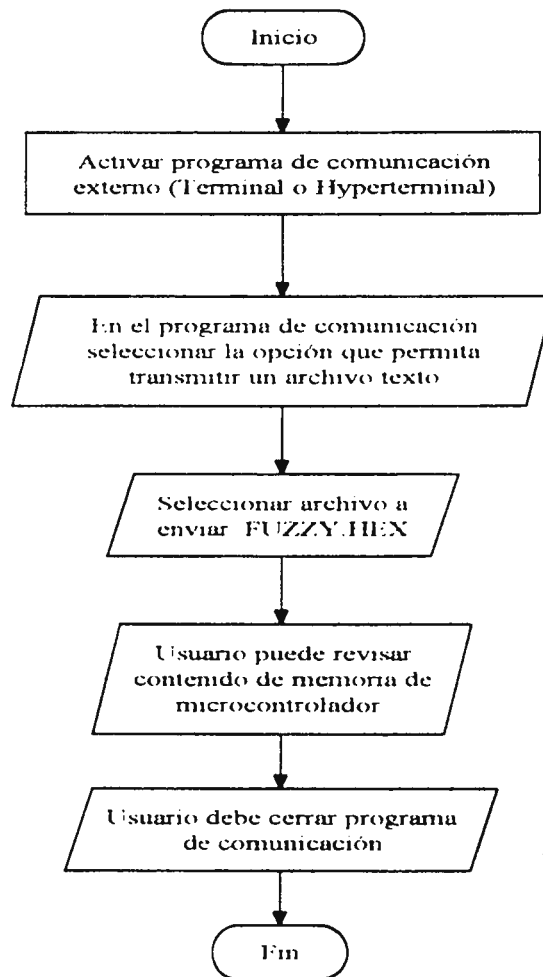 Inicio
Activar programa de comunicación
externo (Terminal o Hyperterminal)
En el programa de comunicación
seleccionar la opción que permita
transmitir un archivo texto
Seleccionar archivo a
enviar FUZZY.HEX
Usuario puede revisar
contenido de memoria de
microcontrolador
Usuario debe cerrar programa
de comunicación
Fin